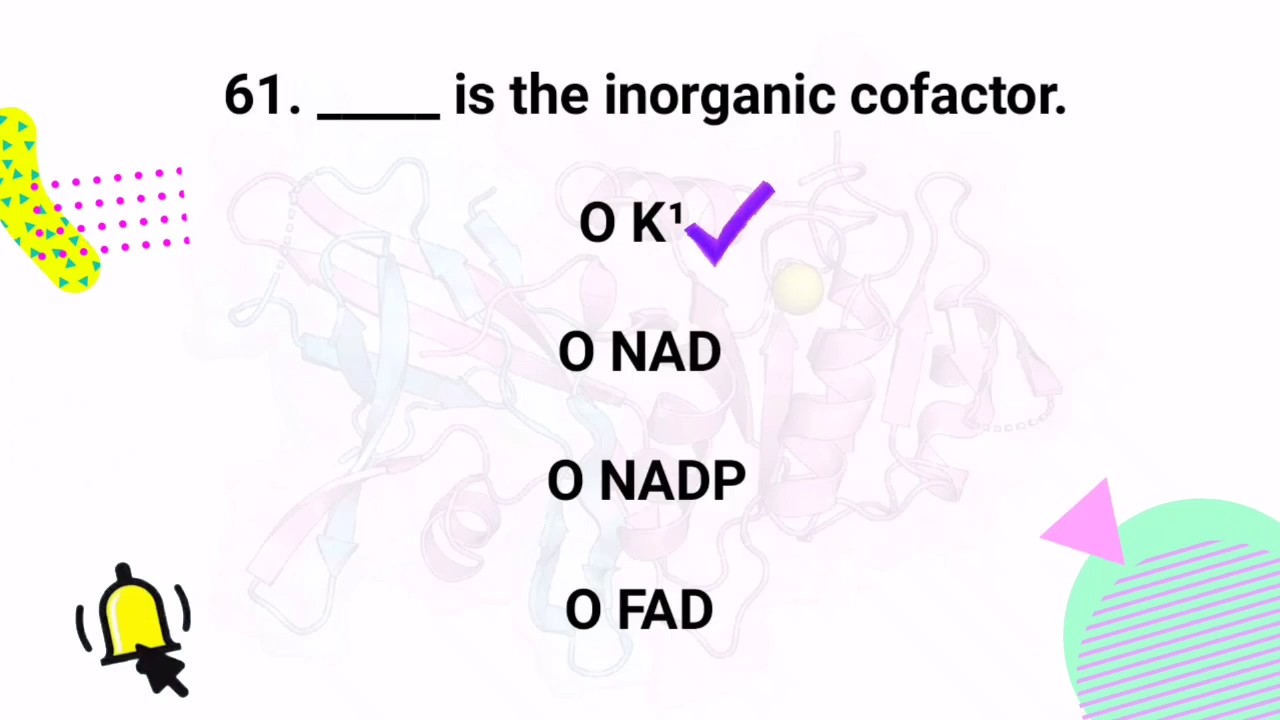 61. _____ is the inorganic cofactor.
O K¹
O NAD
O NADP
O FAD